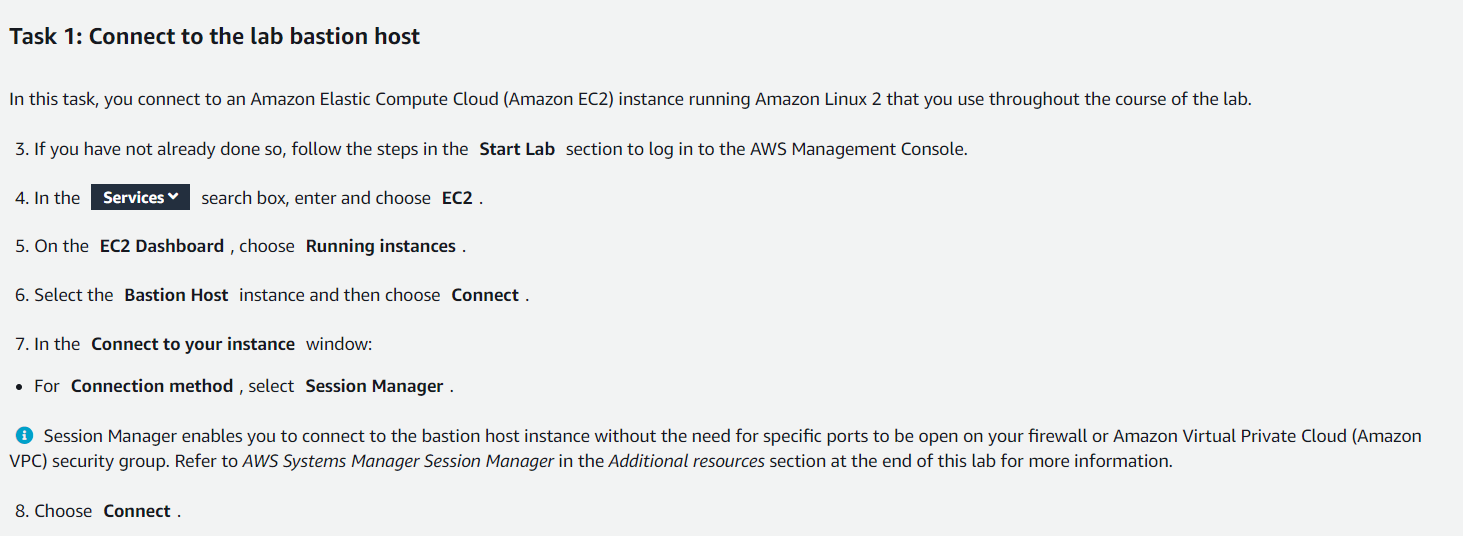 Task 1: Connect to the lab bastion host
In this task, you connect to an Amazon Elastic Compute Cloud (Amazon EC2) instance running Amazon Linux 2 that you use throughout the course of the lab.
3. If you have not already done so, follow the steps in the Start Lab section to log in to the AWS Management Console.
4. In the Services search box, enter and choose EC2 .
5. On the EC2 Dashboard , choose Running instances .
6. Select the Bastion Host instance and then choose Connect .
7. In the Connect to your instance window:
• For Connection method , select Session Manager .
Session Manager enables you to connect to the bastion host instance without the need for specific ports to be open on your firewall or Amazon Virtual Private Cloud (Amazon
VPC) security group. Refer to AWS Systems Manager Session Manager in the Additional resources section at the end of this lab for more information.
8. Choose Connect .